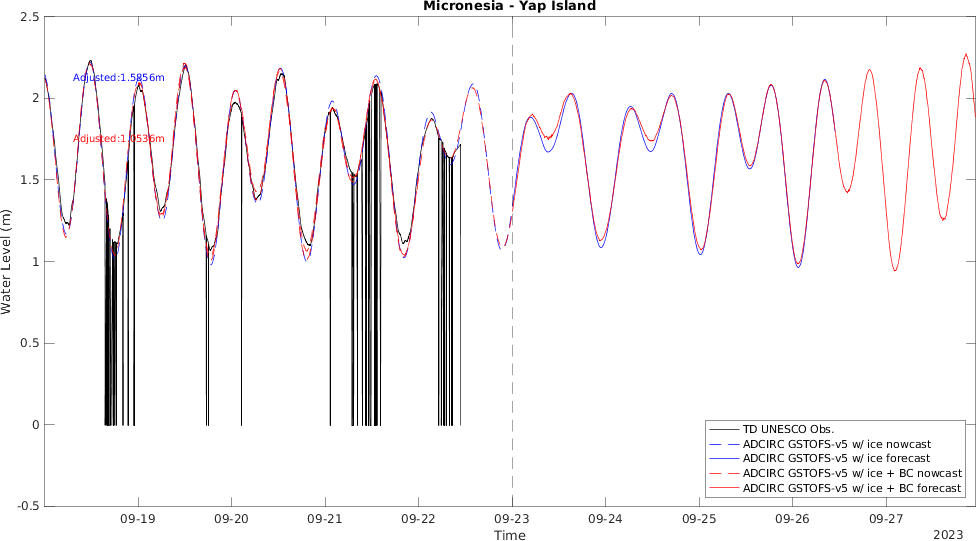 Micronesia - Yap Island
Water Level (m)
2.5
2
1.5
1
0.5
0
-0.5
Adjusted:1.5856m
Adjusted:1.0536m
TD UNESCO Obs.
ADCIRC GSTOFS-v5 w/ ice nowcast
ADCIRC GSTOFS-v5 w/ ice forecast
ADCIRC GSTOFS-v5 w/ ice + BC nowcast
ADCIRC GSTOFS-v5 w/ ice + BC forecast
09-19 09-20 09-21 09-22 09-23 09-24 09-25 09-26 09-27
Time
2023